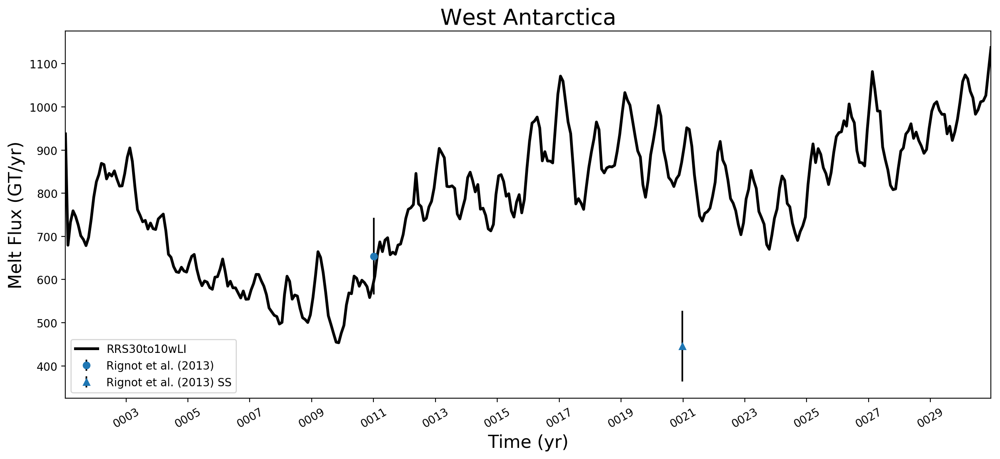 West Antarctica
Melt Flux (GT/yr)
1100
1000
900
800
700
600
500
400
RRS30to10wLI
Rignot et al. (2013)
Rignot et al. (2013) SS
0003 0005 0007 0009 0011 0013 0015 0017 0019 0021 0023 0025 0027 0029
Time (yr)